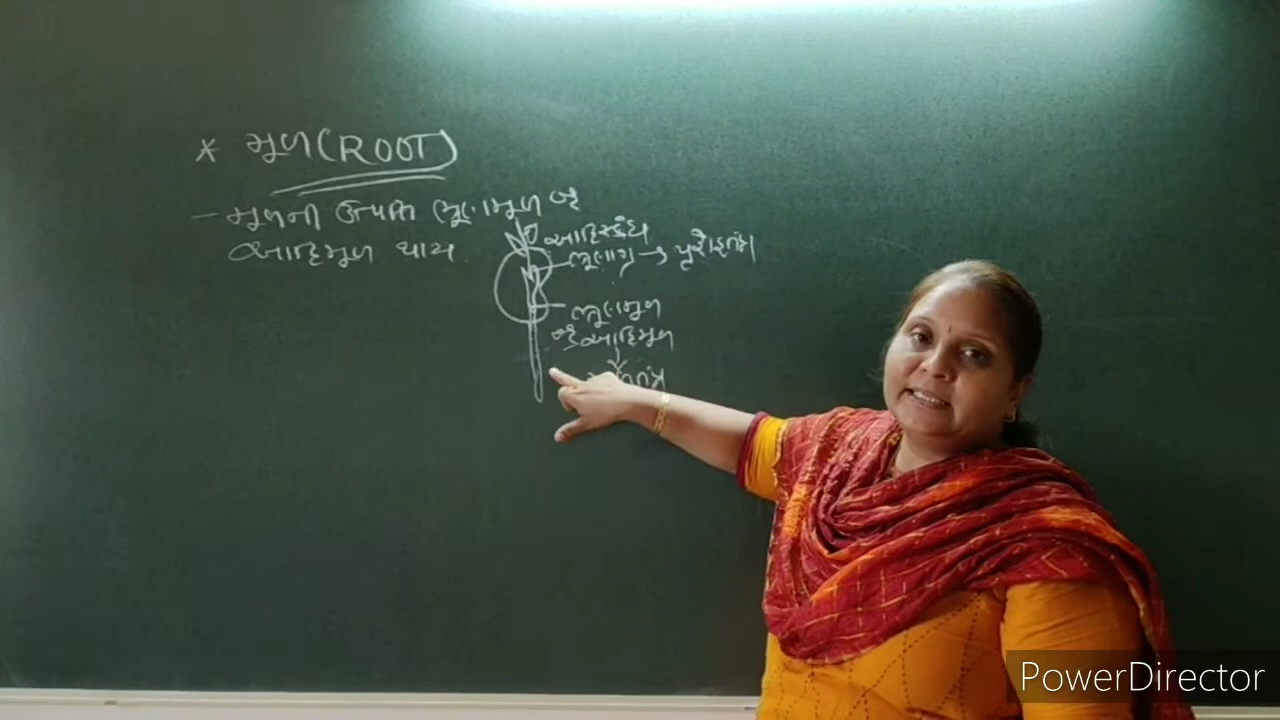 * મૂળ (ROOT)
- મૂળની ઉત્પત્તિ ભ્રૂણમૂળ જે
આદિમૂળ થાય
આદિસ્કંધ
ભ્રૂણાગ્ર → પ્રરોહતંત્ર
ભ્રૂણમૂળ
આદિમૂળ
PowerDirector